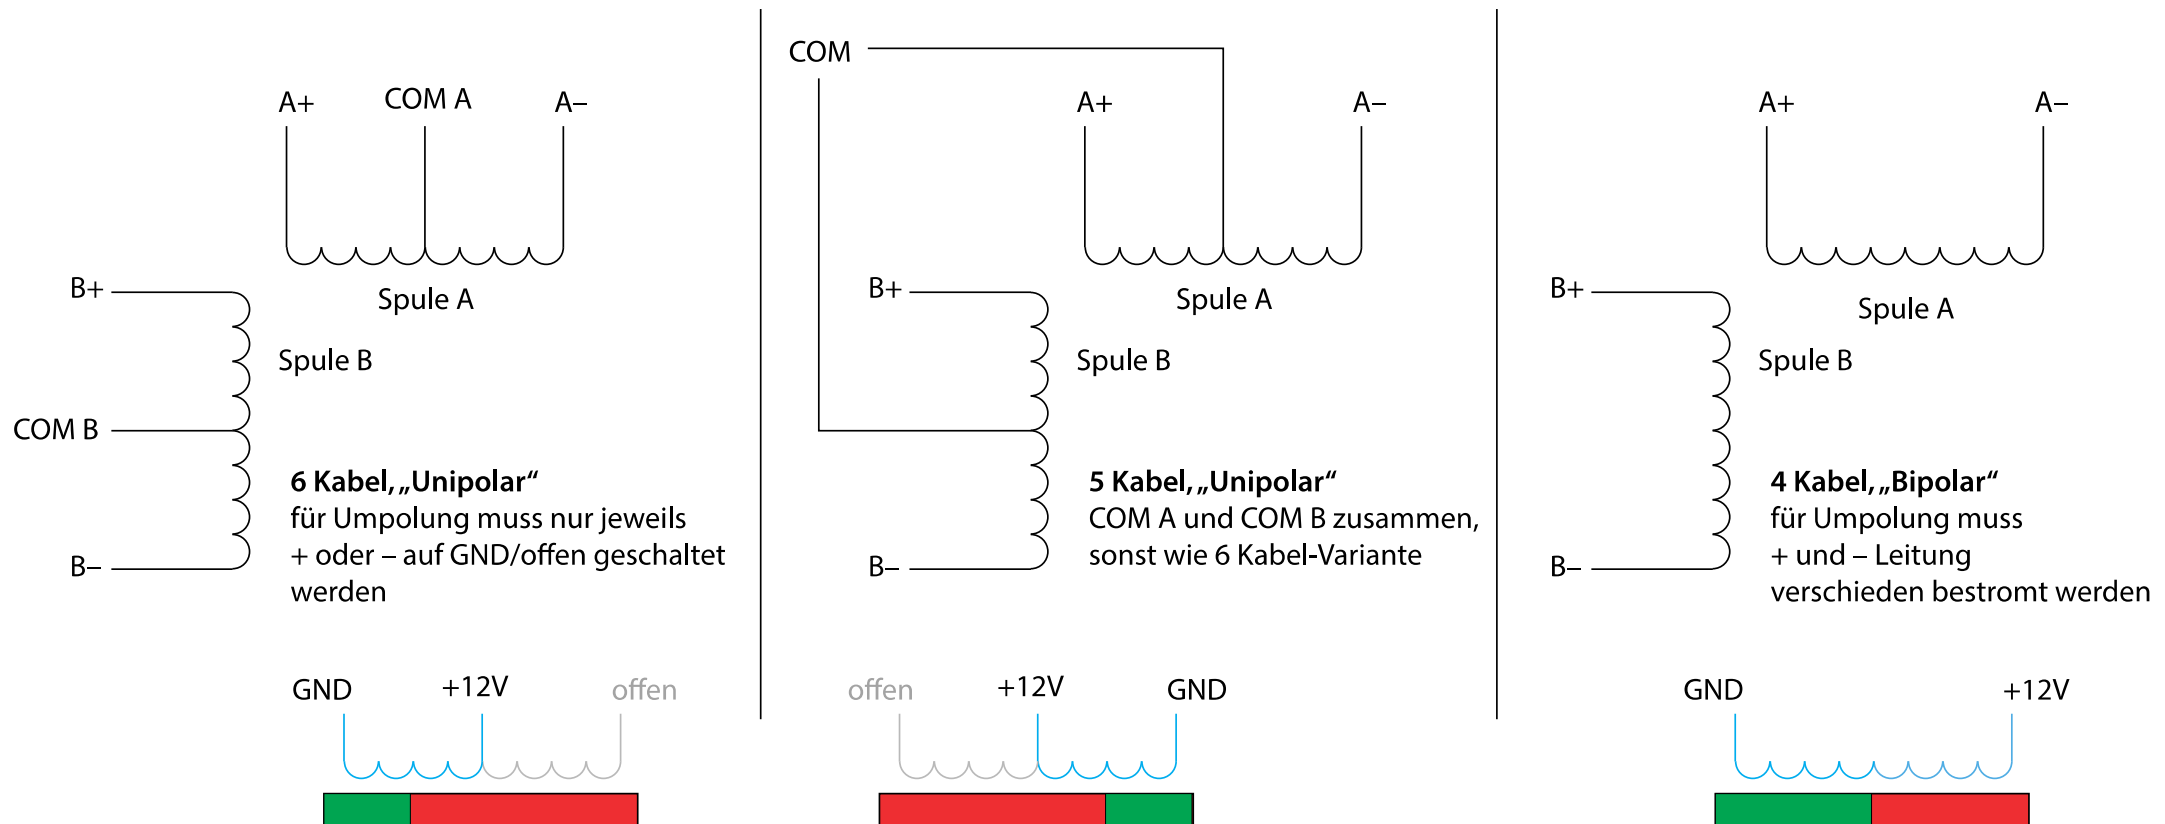 A+
COM A
A–
B+
Spule A
Spule B
COM B
6 Kabel, „Unipolar“
für Umpolung muss nur jeweils
+ oder – auf GND/offen geschaltet
werden
B–
GND
+12V
offen
COM
A+
A–
B+
Spule A
Spule B
5 Kabel, „Unipolar“
COM A und COM B zusammen,
sonst wie 6 Kabel-Variante
B–
offen
+12V
GND
A+
A–
B+
Spule A
Spule B
4 Kabel, „Bipolar“
für Umpolung muss
+ und – Leitung
verschieden bestromt werden
B–
GND
+12V